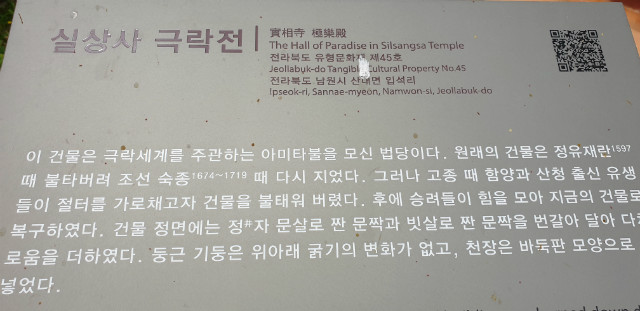 실상사 극락전
實相寺 極樂殿
The Hall of Paradise in Silsangsa Temple
전라북도 유형문화재 제45호
Jeollabuk-do Tangible Cultural Property No.45
전라북도 남원시 산내면 입석리
Ipseok-ri, Sannae-myeon, Namwon-si, Jeollabuk-do
이 건물은 극락세계를 주관하는 아미타불을 모신 법당이다. 원래의 건물은 정유재란1597
때 불타버려 조선 숙종1674~1719 때 다시 지었다. 그러나 고종 때 함양과 산청 출신 유생
들이 절터를 가로채고자 건물을 불태워 버렸다. 후에 승려들이 힘을 모아 지금의 건물로
복구하였다. 건물 정면에는 정井자 문살로 짠 문짝과 빗살로 짠 문짝을 번갈아 달아
로움을 더하였다. 둥근 기둥은 위아래 굵기의 변화가 없고, 천장은 바둑판 모양으로
넣었다.